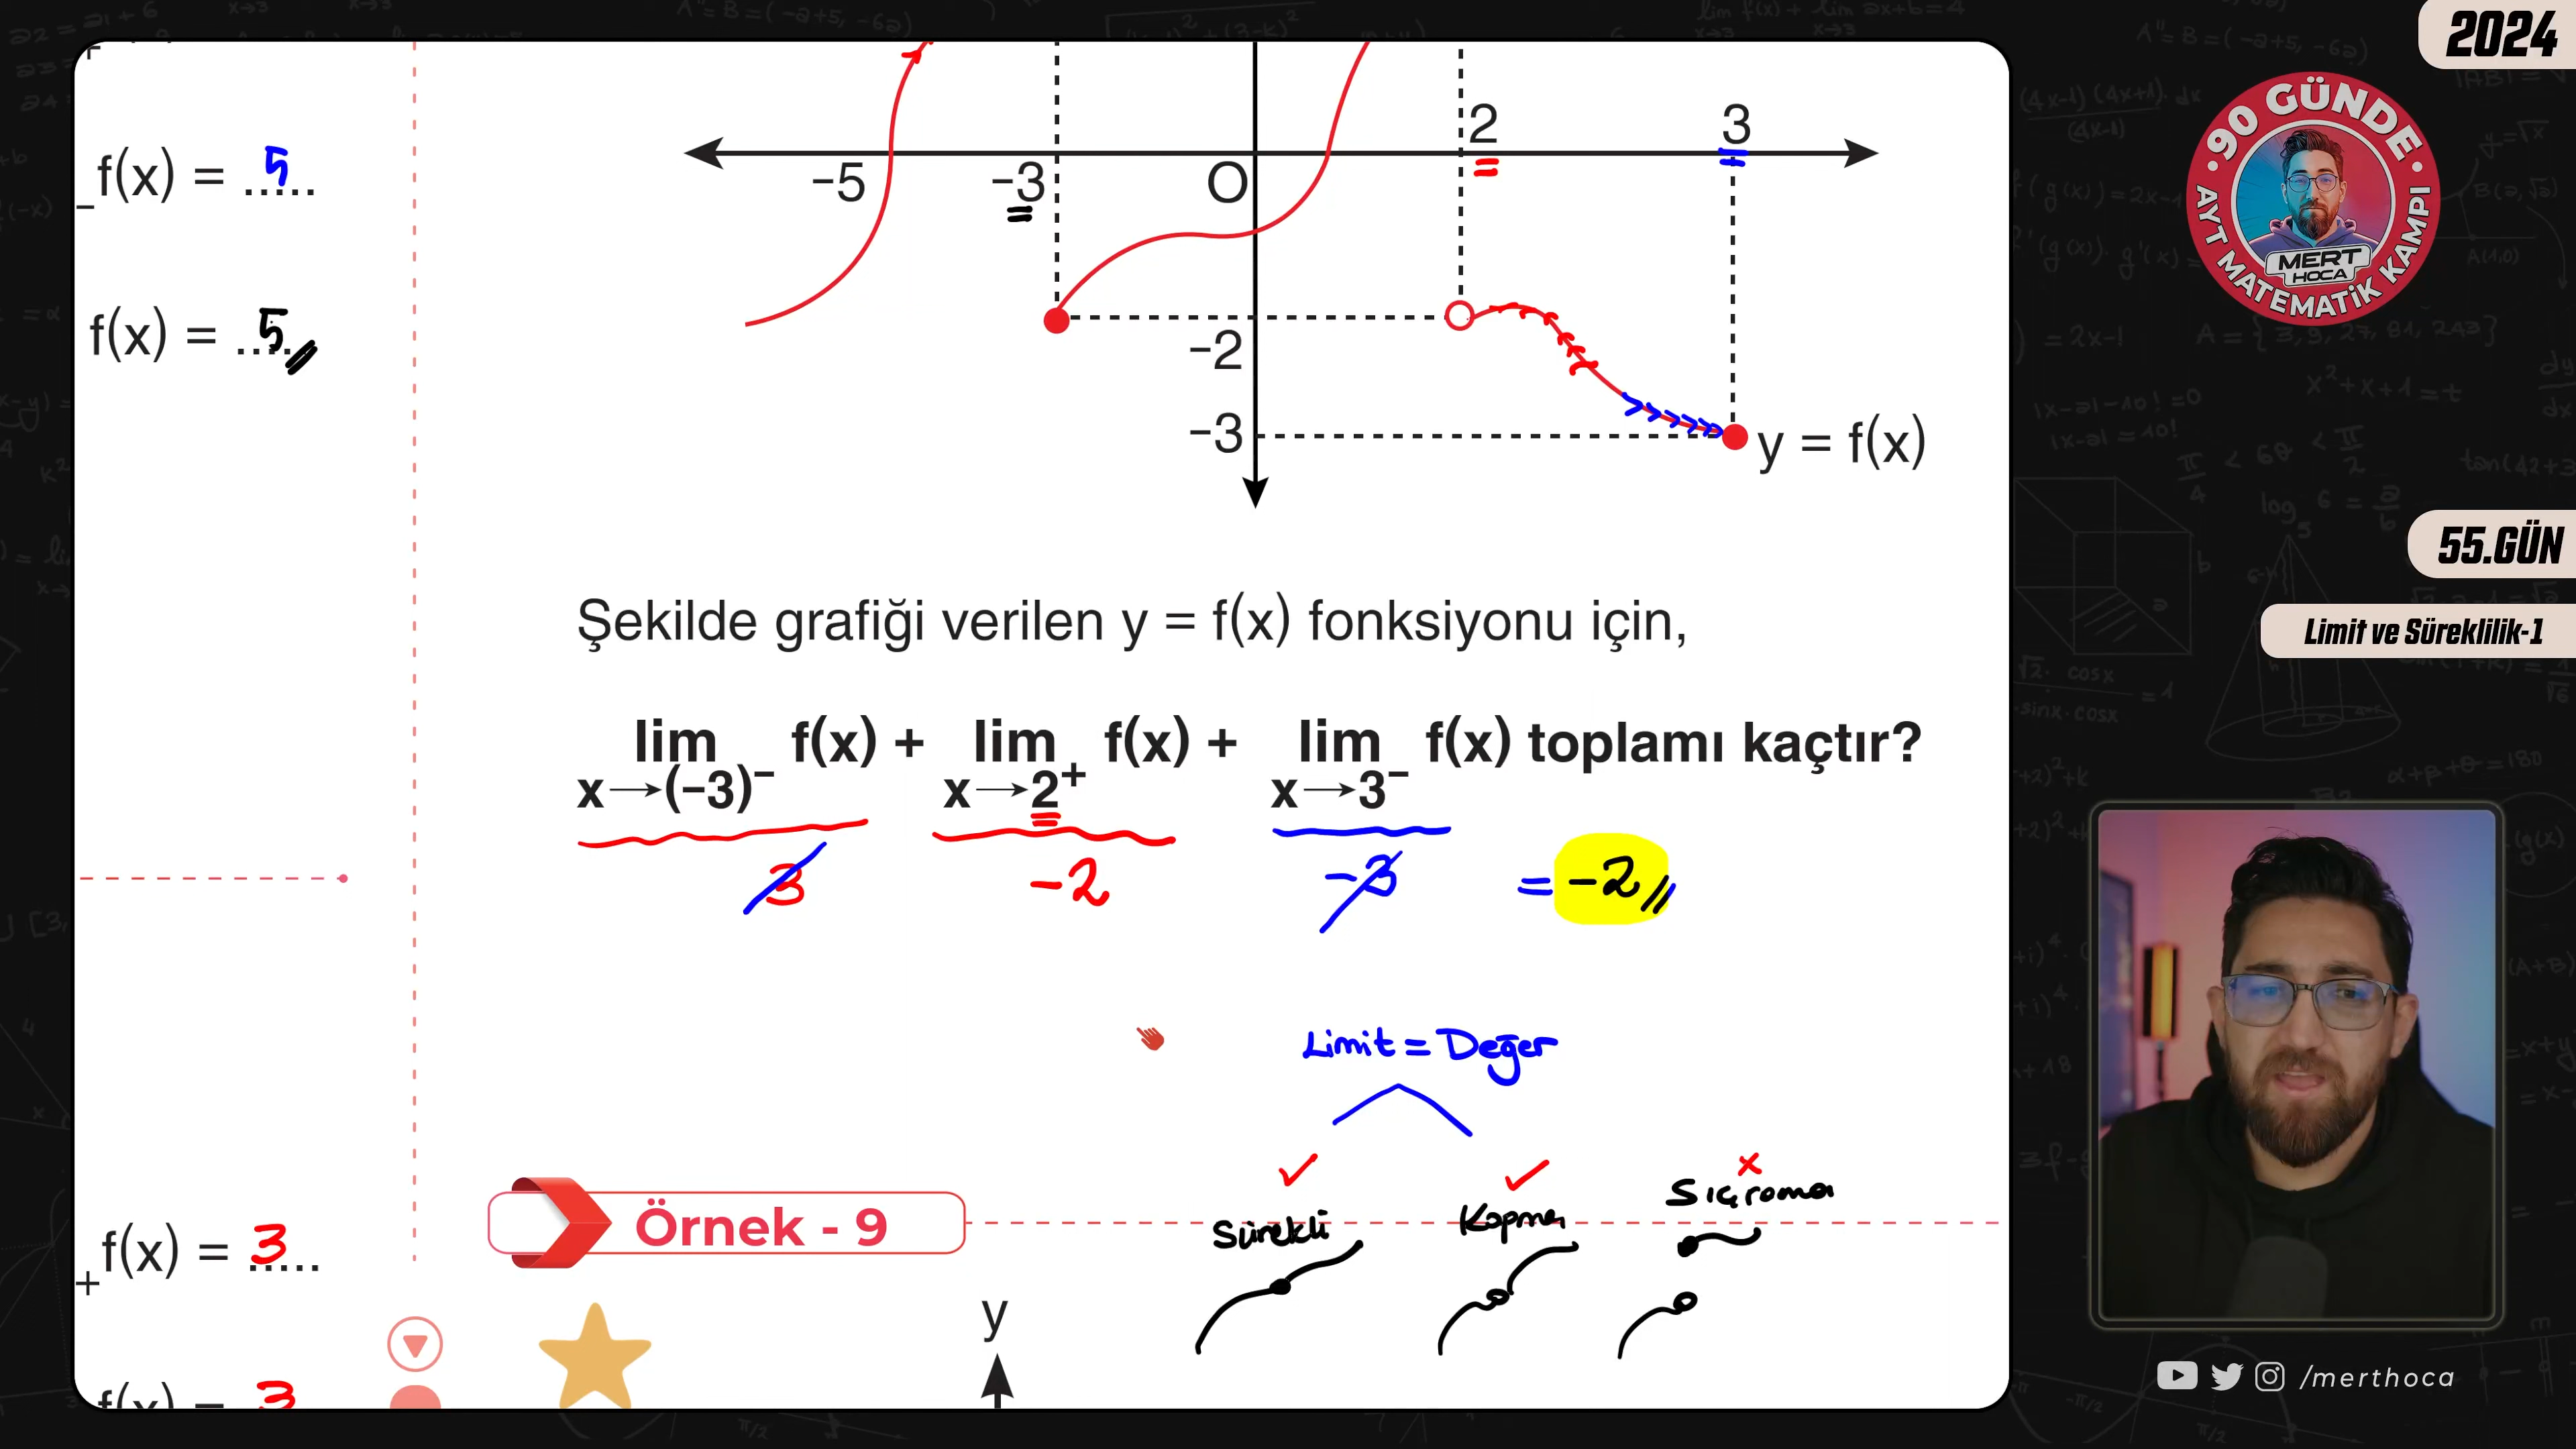 2024
90 GÜNDE
AYT MATEMATİK KAMPI
MERT
HOCA
55.GÜN
Limit ve Süreklilik-1
f(x) = 5
f(x) = 5
-5
-3
O
2
3
-2
-3
y = f(x)
Şekilde grafiği verilen y = f(x) fonksiyonu için,
lim f(x) + lim f(x) + lim f(x) toplamı kaçtır?
x→(-3)⁻ x→2⁺ x→3⁻
3 -2 -3 = -2
Limit = Değer
Sürekli Kopma Sıçrama
Örnek - 9
f(x) = 3
f(x) = 3
y
/merthoca